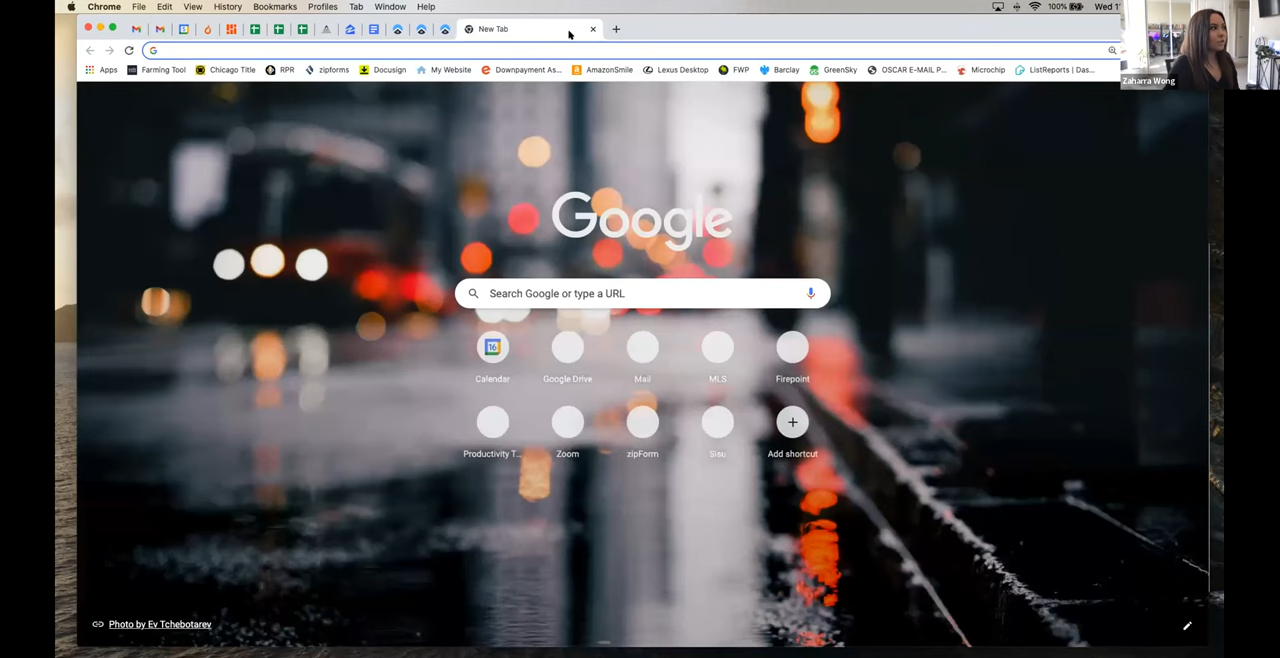 Chrome File Edit View History Bookmarks Profiles Tab Window Help 100% Wed 1
New Tab
Apps Farming Tool Chicago Title RPR zipforms Docusign My Website Downpayment As... AmazonSmile Lexus Desktop FWP Barclay GreenSky OSCAR E-MAIL P... Microchip ListReports | Das...
Zaharra Wong
Google
Search Google or type a URL
16
Calendar Google Drive Mail MLS Firepoint
Productivity T... Zoom zipForm Sisu Add shortcut
Photo by Ev Tchebotarev